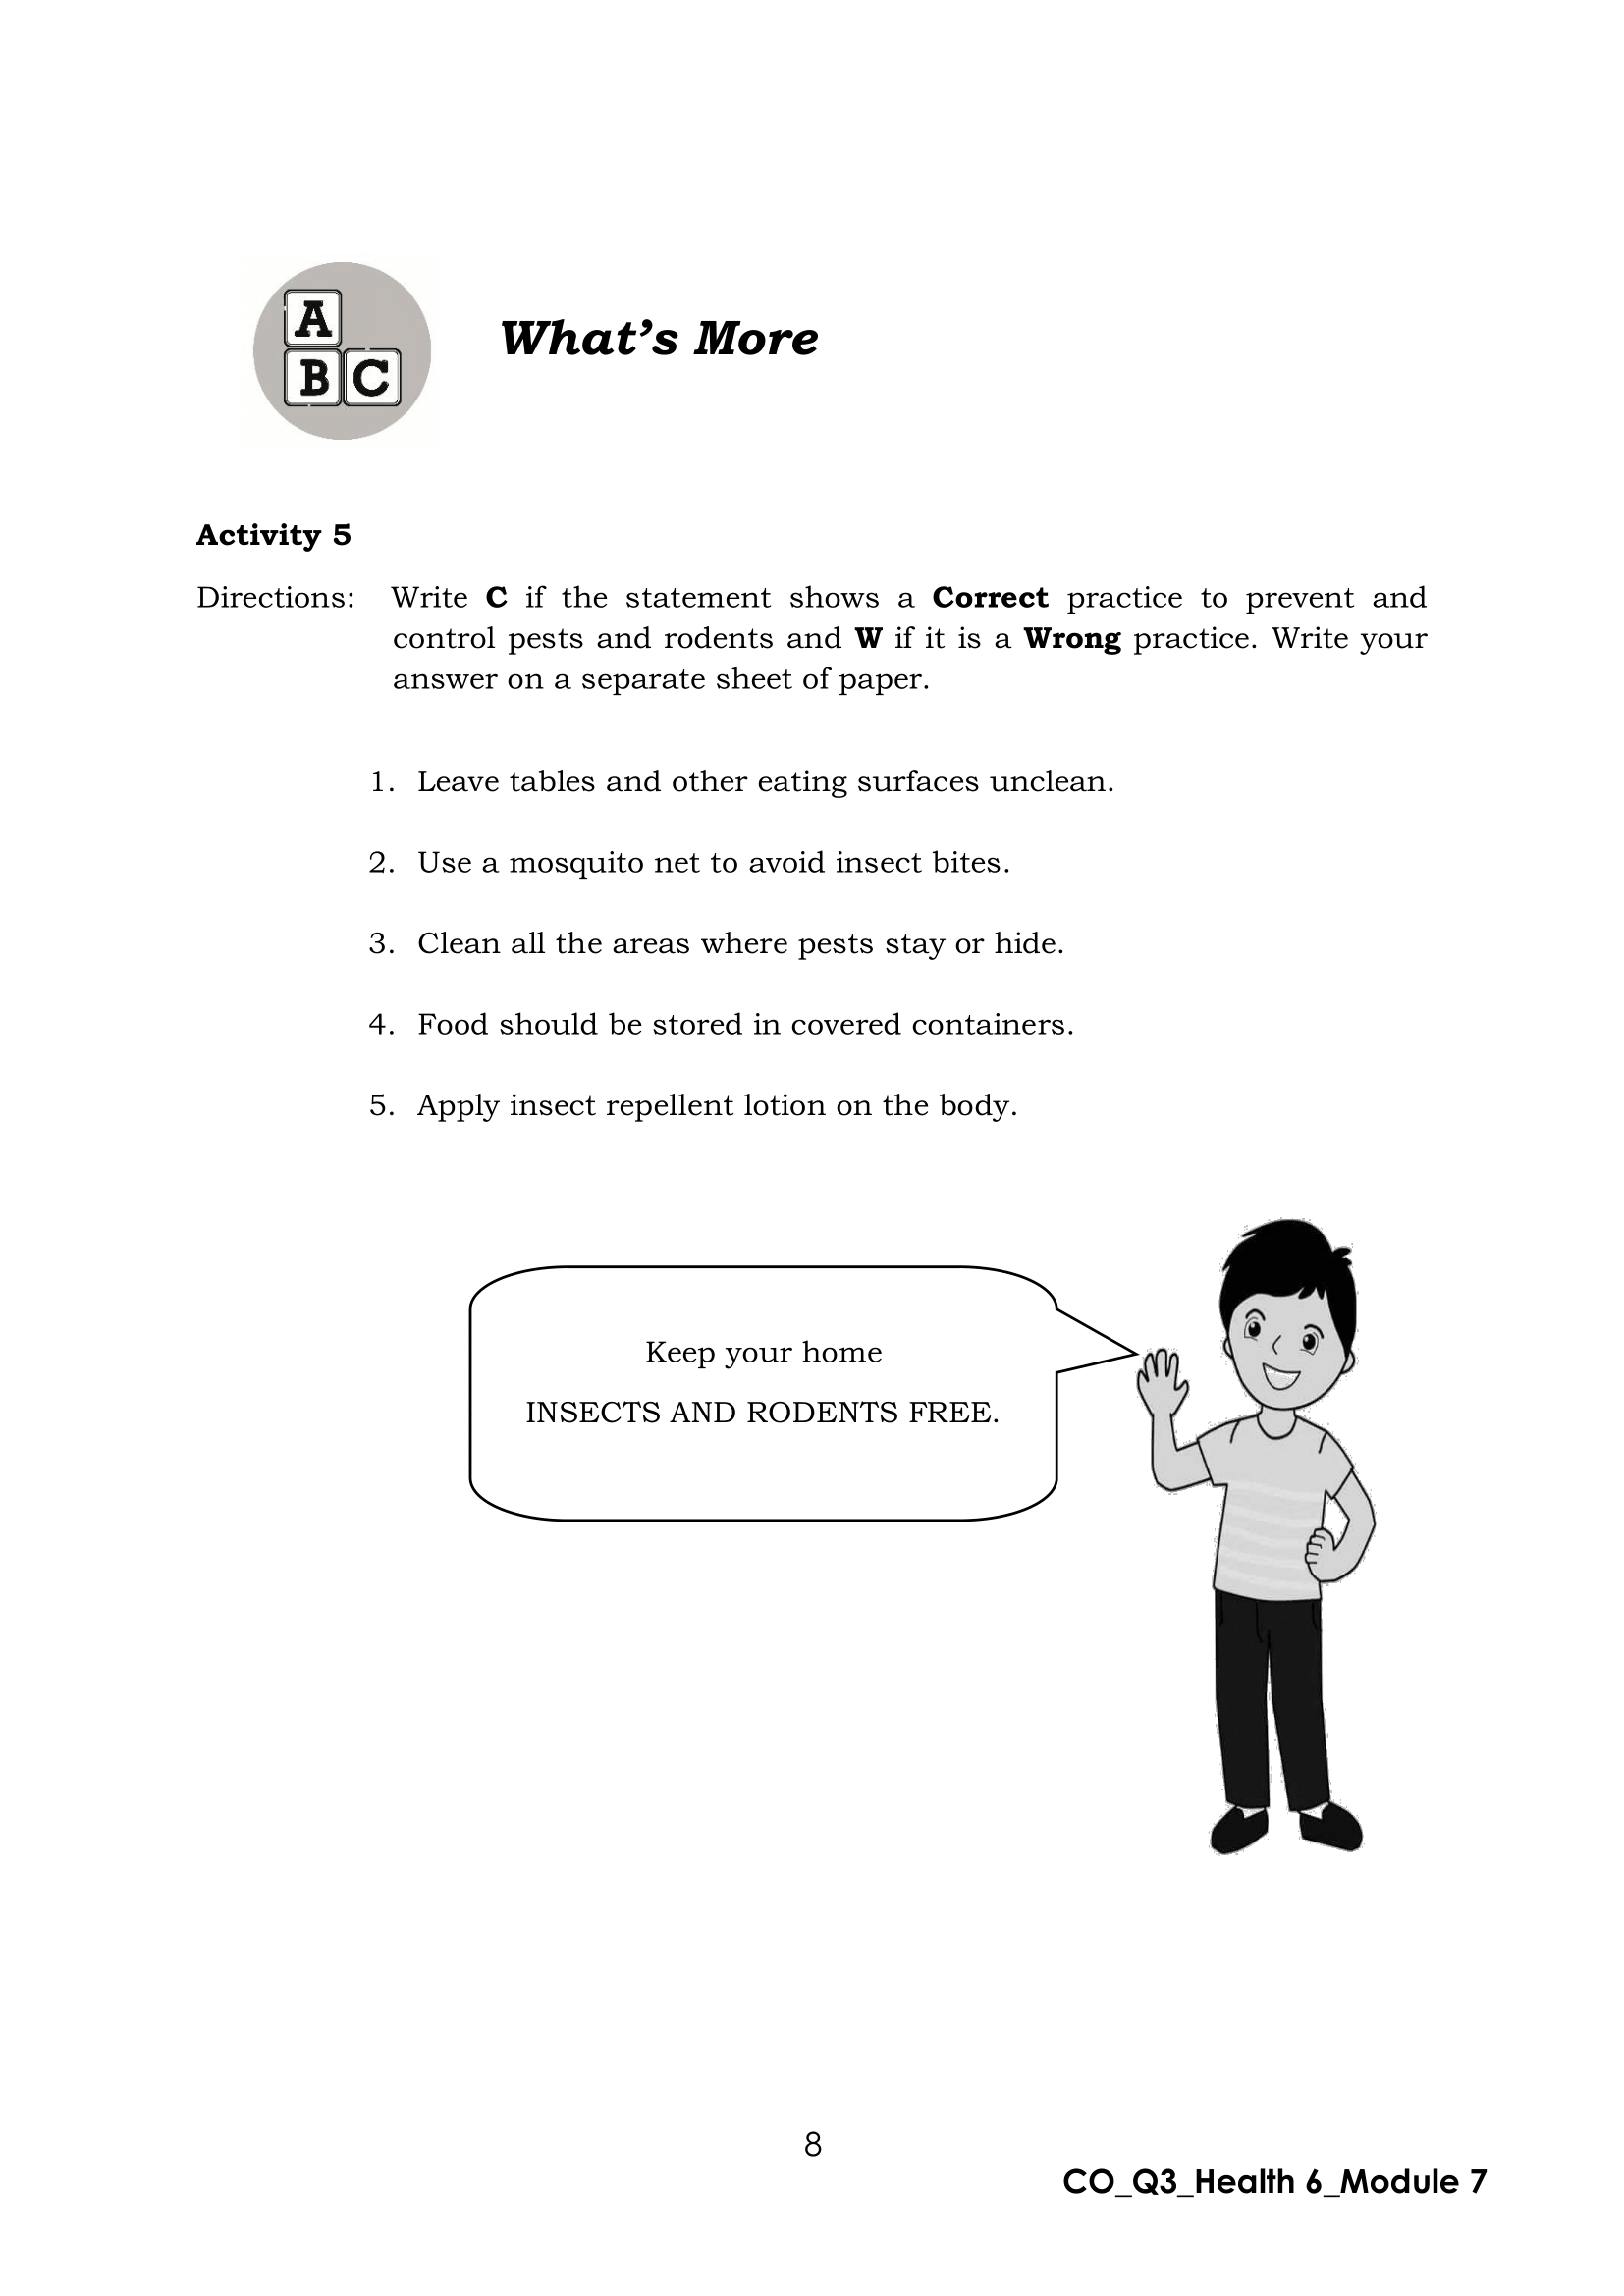 A
B C
What's More
Activity 5
Directions: Write C if the statement shows a Correct practice to prevent and
control pests and rodents and W if it is a Wrong practice. Write your
answer on a separate sheet of paper.
1. Leave tables and other eating surfaces unclean.
2. Use a mosquito net to avoid insect bites.
3. Clean all the areas where pests stay or hide.
4. Food should be stored in covered containers.
5. Apply insect repellent lotion on the body.
Keep your home
INSECTS AND RODENTS FREE.
8
CO_Q3_Health 6_Module 7